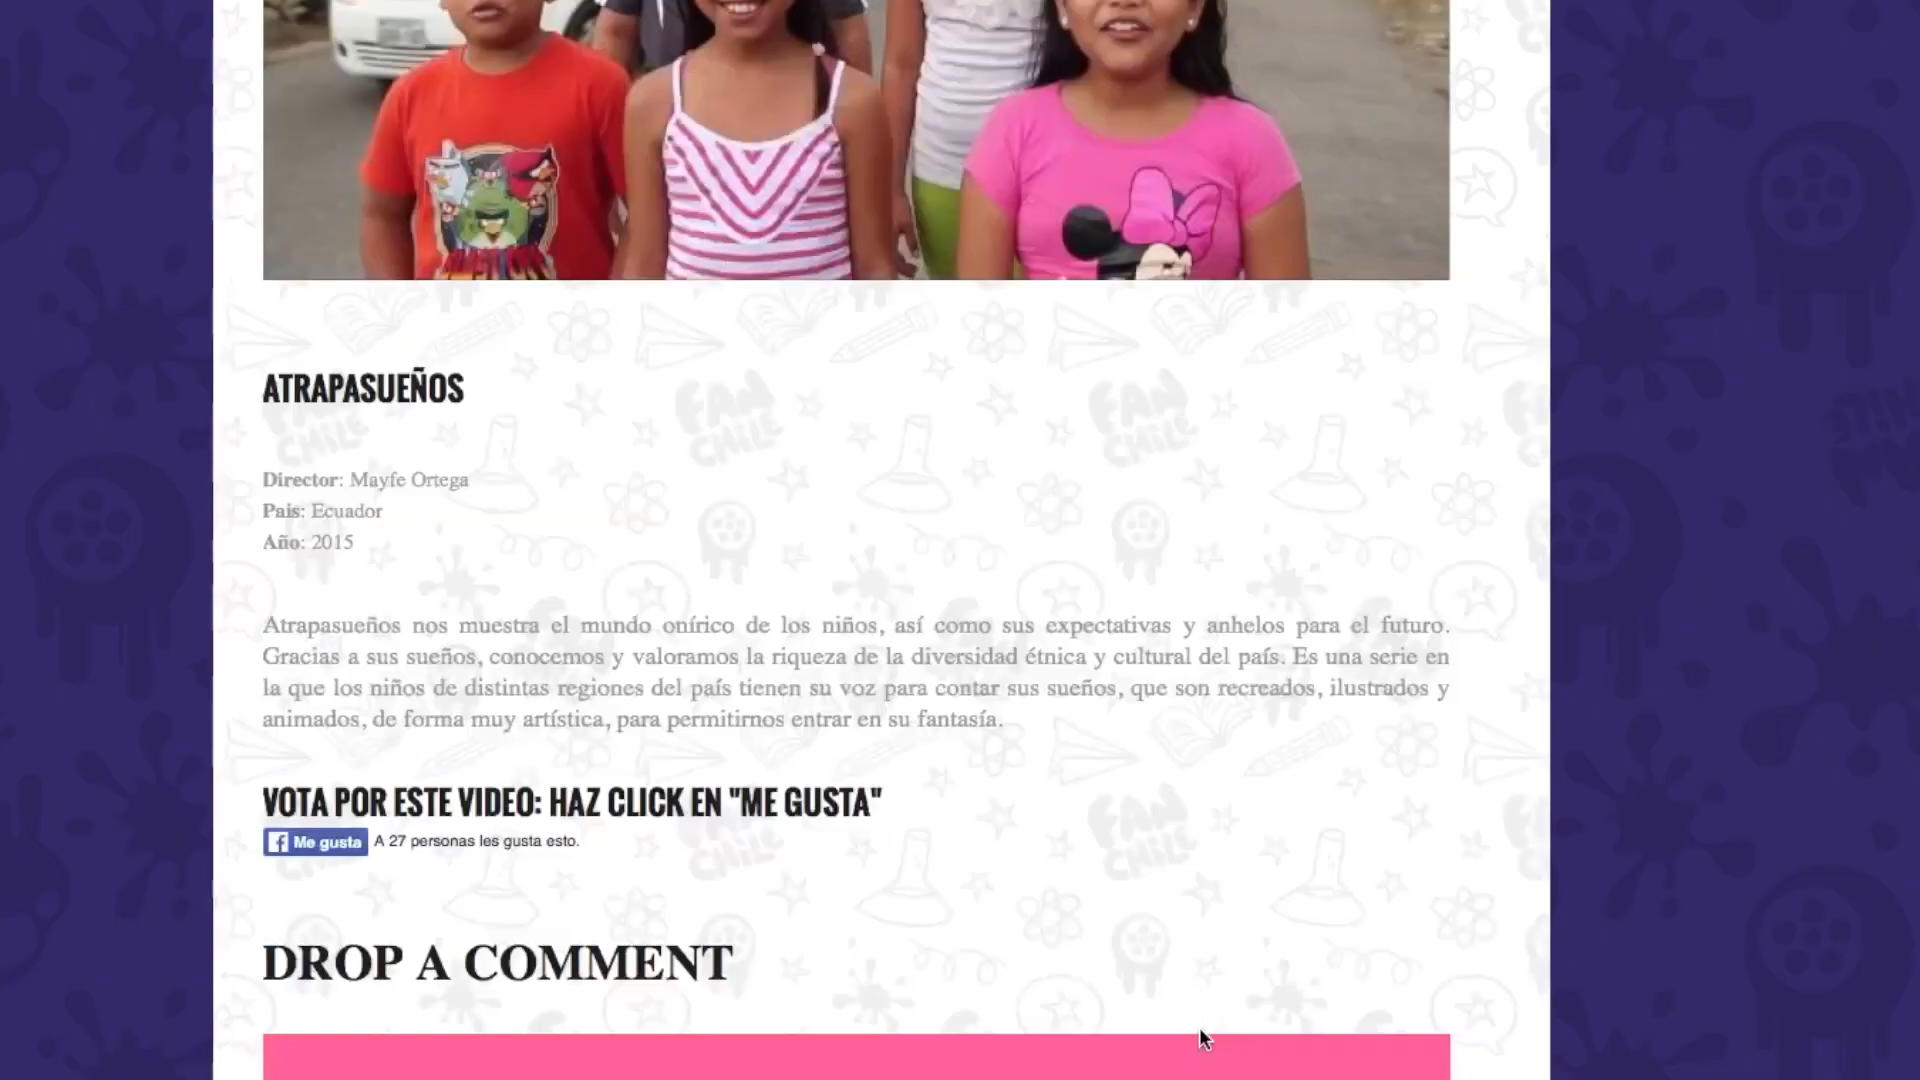 ATRAPASUEÑOS
Director: Mayfe Ortega
Pais: Ecuador
Año: 2015
Atrapasueños nos muestra el mundo onírico de los niños, así como sus expectativas y anhelos para el futuro.
Gracias a sus sueños, conocemos y valoramos la riqueza de la diversidad étnica y cultural del país. Es una serie en
la que los niños de distintas regiones del país tienen su voz para contar sus sueños, que son recreados, ilustrados y
animados, de forma muy artística, para permitirnos entrar en su fantasía.
VOTA POR ESTE VIDEO: HAZ CLICK EN "ME GUSTA"
Me gusta A 27 personas les gusta esto.
DROP A COMMENT
FAN CHILE